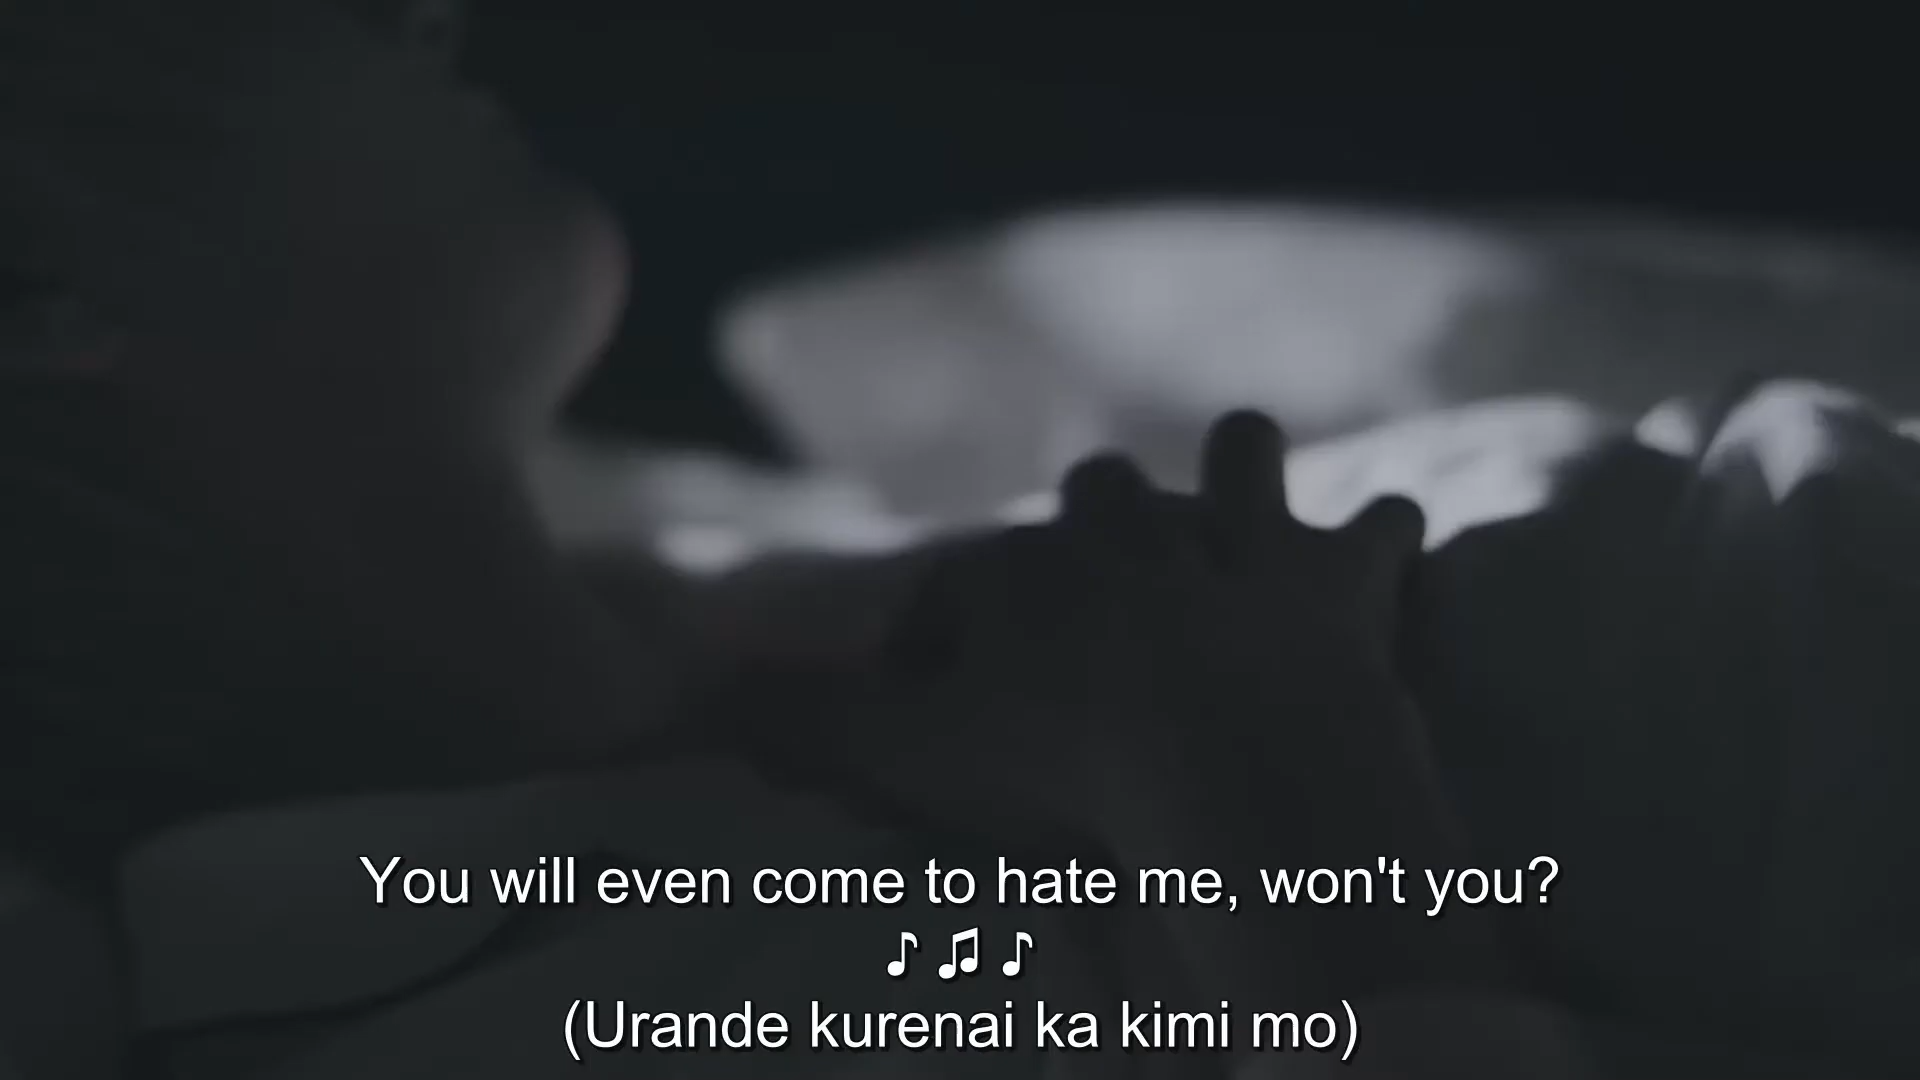 You will even come to hate me, won't you?
♪ ♫ ♪
(Urande kurenai ka kimi mo)